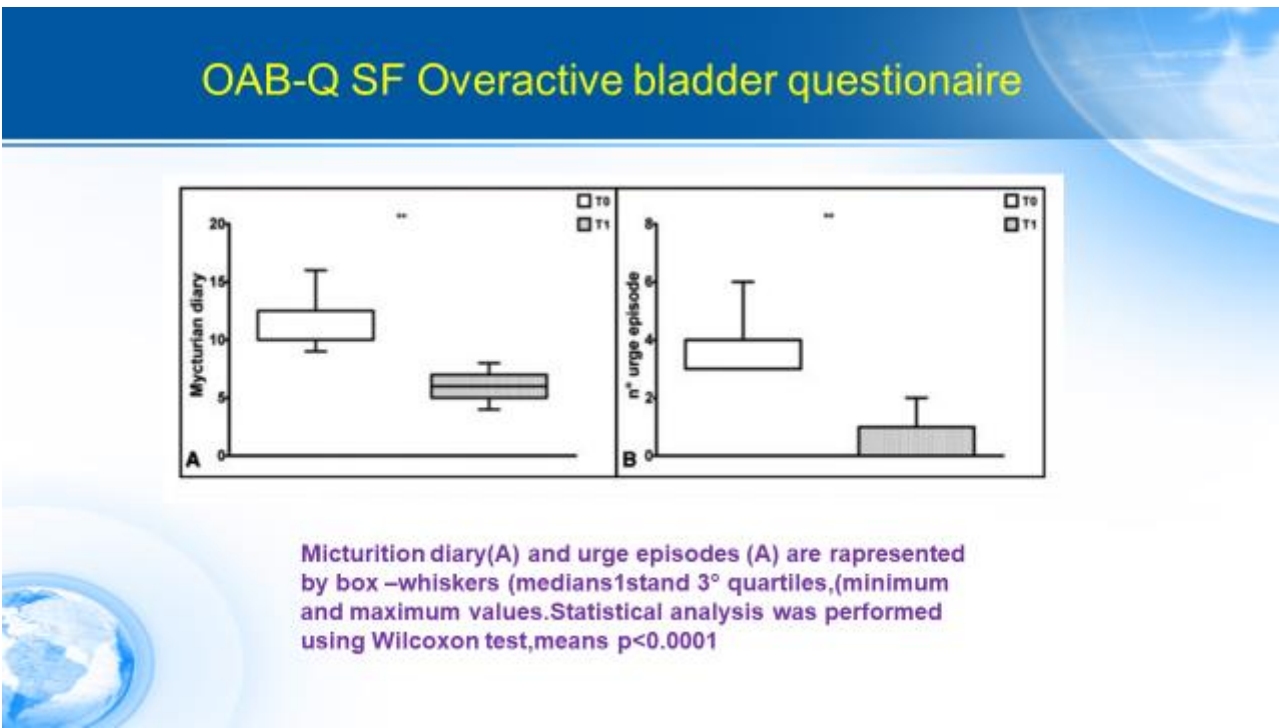 OAB-Q SF Overactive bladder questionaire
T0
T1
**
20
15
10
5
0
Mycturian diary
A
T0
T1
**
8
6
4
2
0
n° urge episode
B
Micturition diary(A) and urge episodes (A) are rapresented
by box –whiskers (medians1stand 3° quartiles,(minimum
and maximum values.Statistical analysis was performed
using Wilcoxon test,means p<0.0001